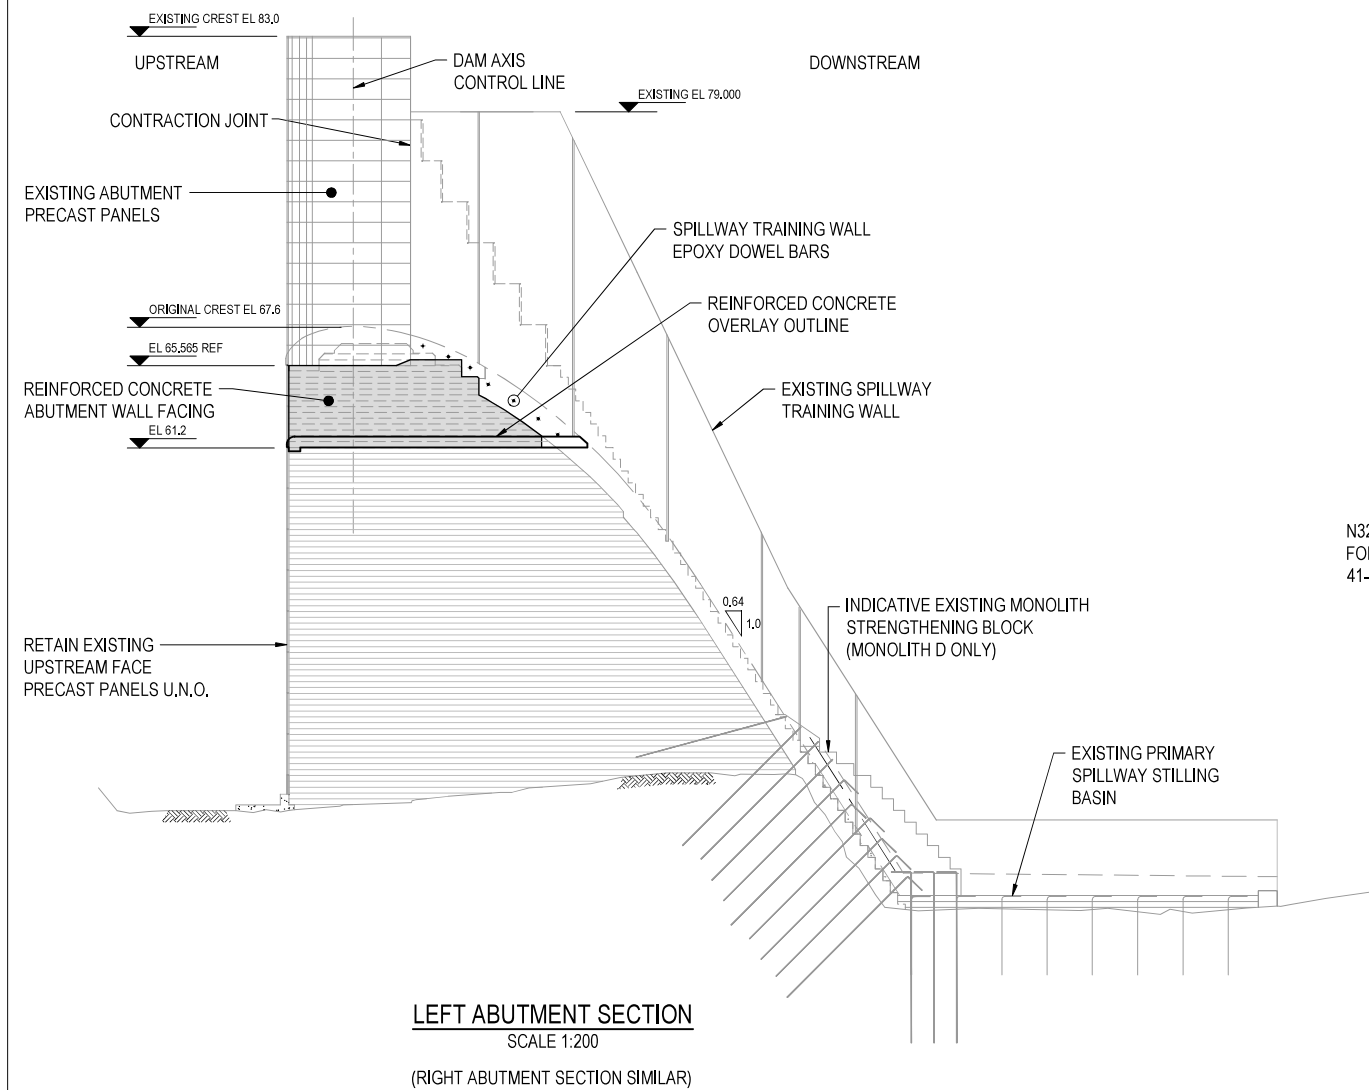 EXISTING CREST EL 83.0
UPSTREAM
DAM AXIS
CONTROL LINE
DOWNSTREAM
EXISTING EL 79.000
CONTRACTION JOINT
EXISTING ABUTMENT
PRECAST PANELS
SPILLWAY TRAINING WALL
EPOXY DOWEL BARS
ORIGINAL CREST EL 67.6
REINFORCED CONCRETE
OVERLAY OUTLINE
EL 65.565 REF
REINFORCED CONCRETE
ABUTMENT WALL FACING
EXISTING SPILLWAY
TRAINING WALL
EL 61.2
N32
FO
41-
0.64
1.0
INDICATIVE EXISTING MONOLITH
STRENGTHENING BLOCK
(MONOLITH D ONLY)
RETAIN EXISTING
UPSTREAM FACE
PRECAST PANELS U.N.O.
EXISTING PRIMARY
SPILLWAY STILLING
BASIN
LEFT ABUTMENT SECTION
SCALE 1:200
(RIGHT ABUTMENT SECTION SIMILAR)